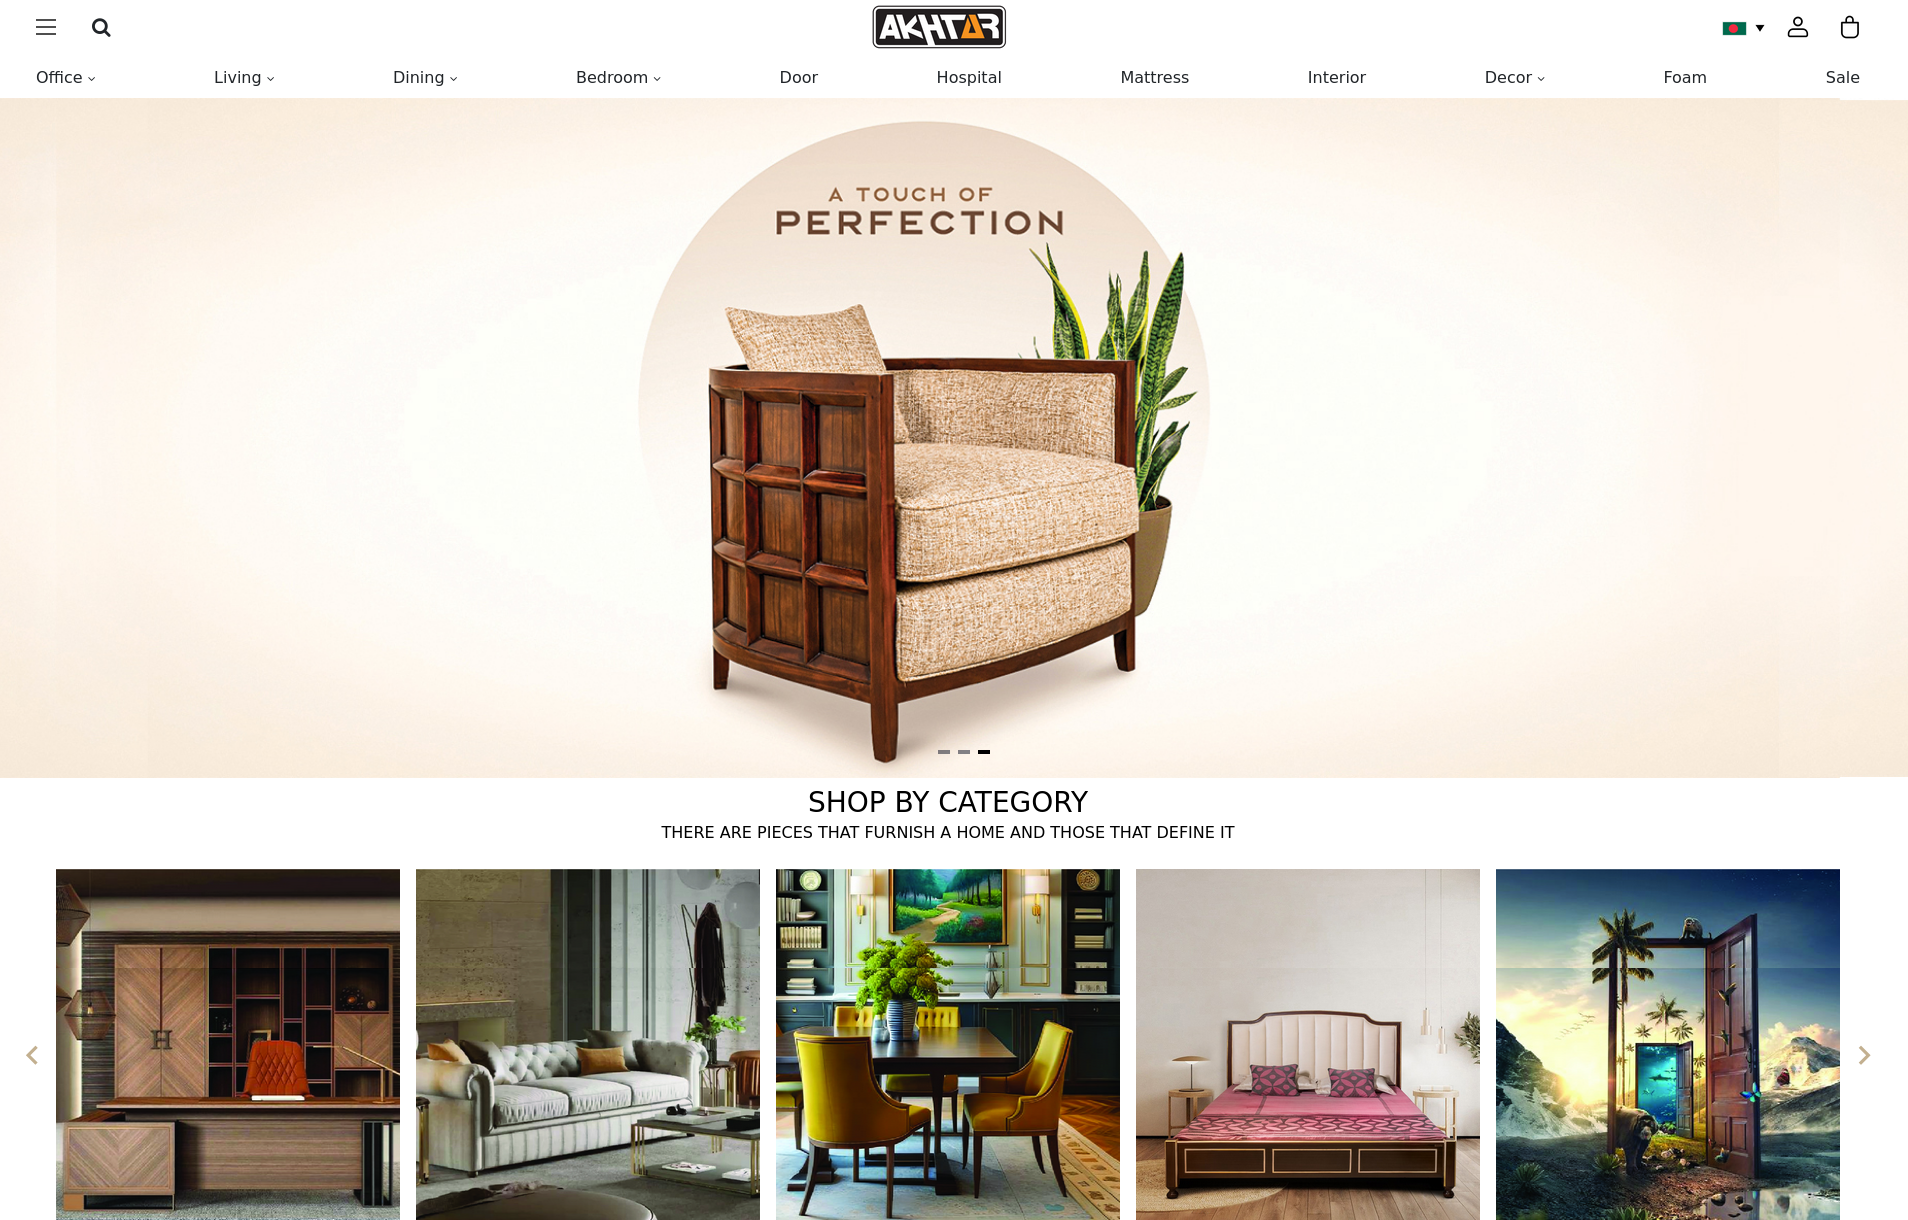 AKHTAR
Office
Living
Dining
Bedroom
Door
Hospital
Mattress
Interior
Decor
Foam
Sale
A TOUCH OF
PERFECTION
SHOP BY CATEGORY
THERE ARE PIECES THAT FURNISH A HOME AND THOSE THAT DEFINE IT
H